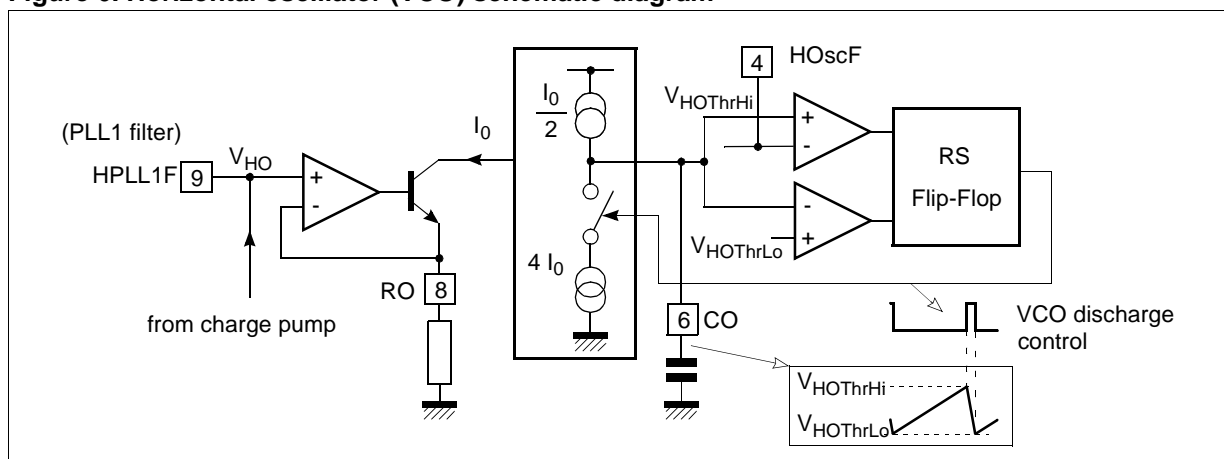 Figure 6. Horizontal oscillator (VCO) schematic diagram
4 HOscF
I0
2
VHOThrHi
(PLL1 filter)
I0
+
-
RS
Flip-Flop
HPLL1F 9
VHO
+
-
-
+
VHOThrLo
4 I0
RO 8
6 CO
from charge pump
VCO discharge
control
VHOThrHi
VHOThrLo